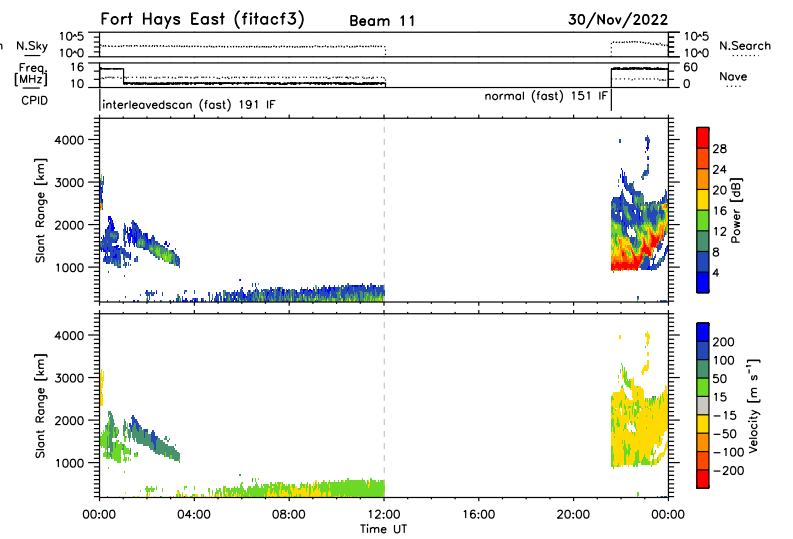 Fort Hays East (fitacf3) Beam 11 30/Nov/2022
N.Sky 10^5 10^0 10^5 10^0 N.Search
Freq. [MHz] 16 10 60 0 Nave
CPID interleavedscan (fast) 191 IF normal (fast) 151 IF
Slant Range [km]
4000
3000
2000
1000
28
24
20
16
12
8
4
Power [dB]
Slant Range [km]
4000
3000
2000
1000
200
100
50
15
-15
-50
-100
-200
Velocity [m s⁻¹]
00:00 04:00 08:00 12:00 16:00 20:00 00:00
Time UT